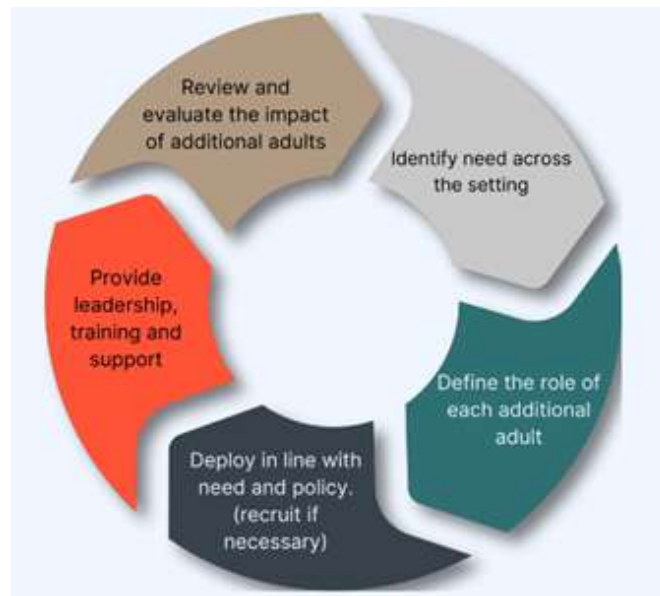 Review and
evaluate the impact
of additional adults
Identify need across
the setting
Define the role of
each additional
adult
Deploy in line with
need and policy.
(recruit if
necessary)
Provide
leadership,
training and
support